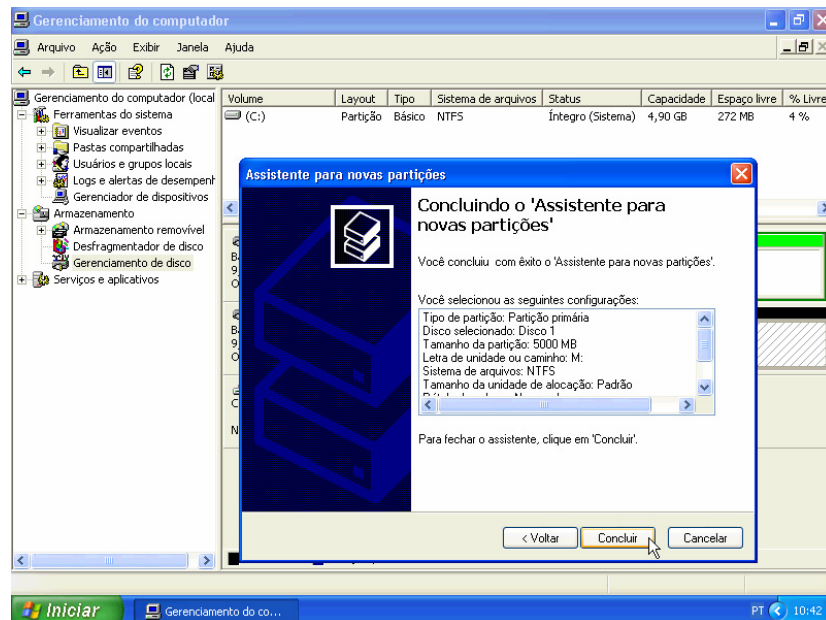 Gerenciamento do computador
Arquivo Ação Exibir Janela Ajuda
Gerenciamento do computador (local
Ferramentas do sistema
Visualizar eventos
Pastas compartilhadas
Usuários e grupos locais
Logs e alertas de desempenh
Gerenciador de dispositivos
Armazenamento
Armazenamento removível
Desfragmentador de disco
Gerenciamento de disco
Serviços e aplicativos
Volume Layout Tipo Sistema de arquivos Status Capacidade Espaço livre % Livre
(C:) Partição Básico NTFS Íntegro (Sistema) 4,90 GB 272 MB 4 %
Assistente para novas partições
Concluindo o 'Assistente para
novas partições'
Você concluiu com êxito o 'Assistente para novas partições'.
Você selecionou as seguintes configurações:
Tipo de partição: Partição primária
Disco selecionado: Disco 1
Tamanho da partição: 5000 MB
Letra de unidade ou caminho: M:
Sistema de arquivos: NTFS
Tamanho da unidade de alocação: Padrão
Para fechar o assistente, clique em 'Concluir'.
< Voltar Concluir Cancelar
Iniciar Gerenciamento do co... PT 10:42